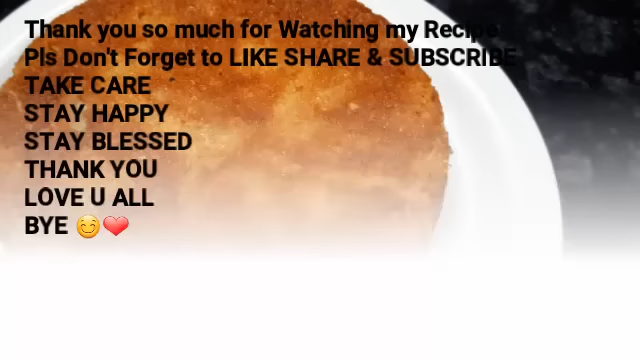 Thank you so much for Watching my Recipe
Pls Don't Forget to LIKE SHARE & SUBSCRIBE
TAKE CARE
STAY HAPPY
STAY BLESSED
THANK YOU
LOVE U ALL
BYE 😊❤️